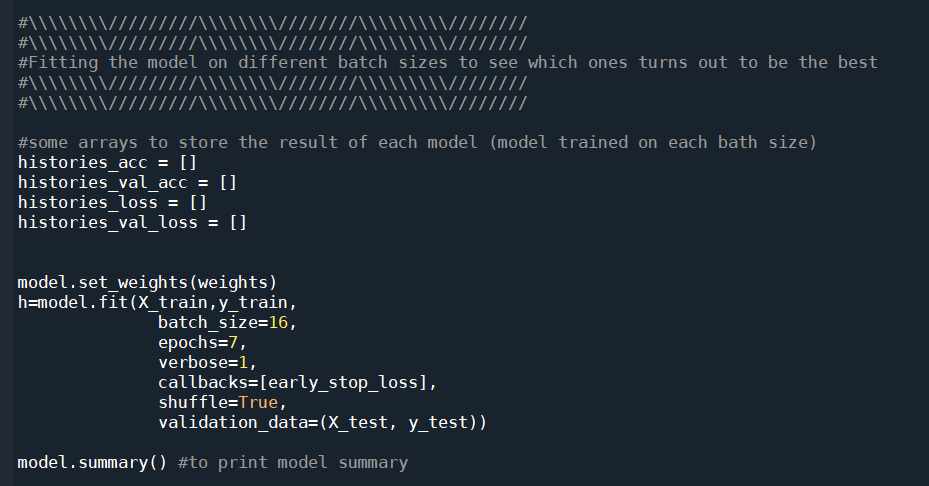 #\\\\\\\\/////////\\\\\\\\////////\\\\\\\\\////////
#\\\\\\\\/////////\\\\\\\\////////\\\\\\\\\////////
#Fitting the model on different batch sizes to see which ones turns out to be the best
#\\\\\\\\/////////\\\\\\\\////////\\\\\\\\\////////
#\\\\\\\\/////////\\\\\\\\////////\\\\\\\\\////////
#some arrays to store the result of each model (model trained on each bath size)
histories_acc = []
histories_val_acc = []
histories_loss = []
histories_val_loss = []
model.set_weights(weights)
h=model.fit(X_train,y_train,
batch_size=16,
epochs=7,
verbose=1,
callbacks=[early_stop_loss],
shuffle=True,
validation_data=(X_test, y_test))
model.summary() #to print model summary